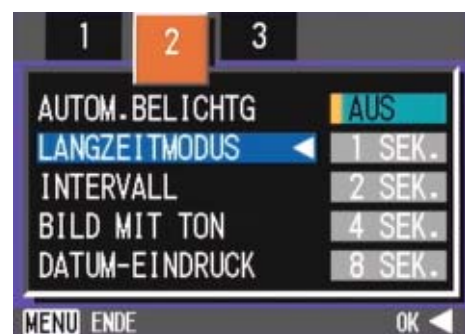 1 2 3
AUTOM.BELICHTG AUS
LANGZEITMODUS ◀ 1 SEK.
INTERVALL 2 SEK.
BILD MIT TON 4 SEK.
DATUM-EINDRUCK 8 SEK.
MENU ENDE OK ◀